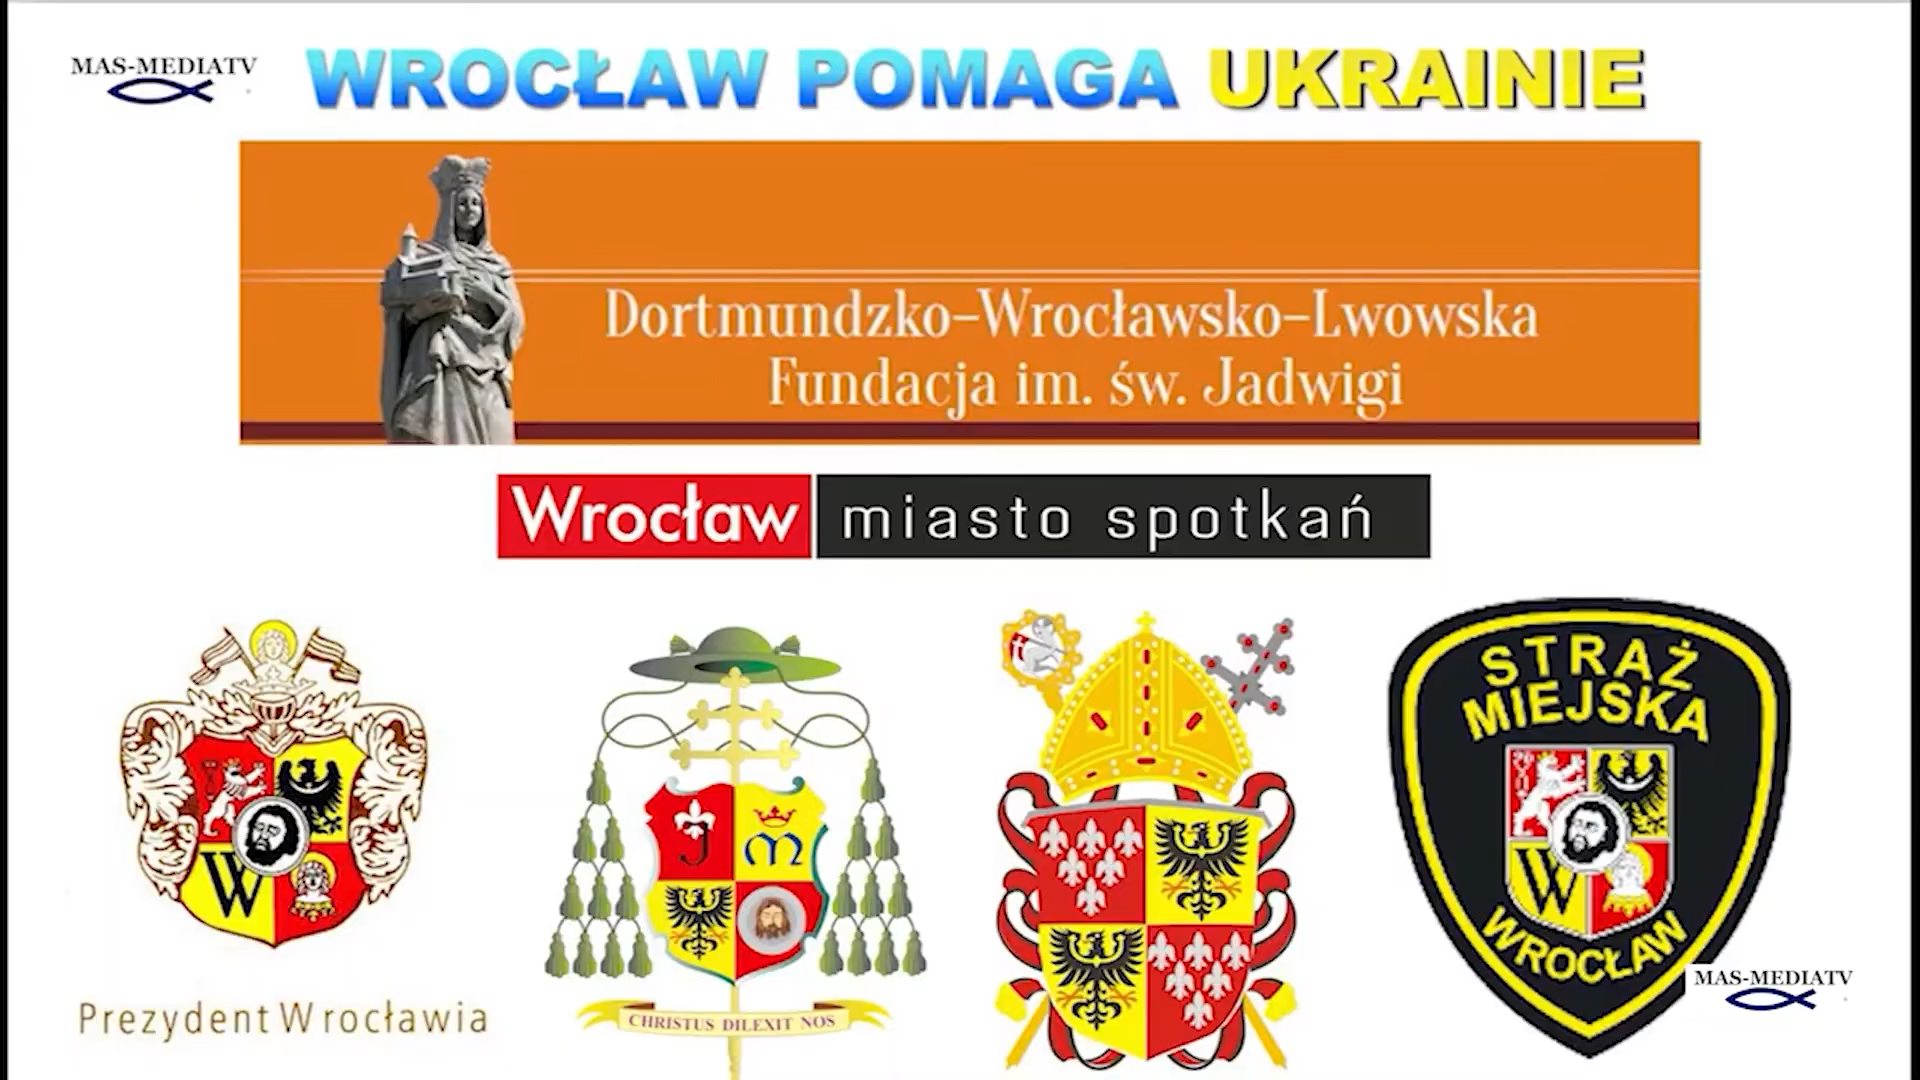 MAS-MEDIATV
WROCŁAW POMAGA UKRAINIE
Dortmundzko-Wrocławsko-Lwowska
Fundacja im. św. Jadwigi
Wrocław miasto spotkań
W
Prezydent Wrocławia
J M
CHRISTUS DILEXIT NOS
STRAŻ
MIEJSKA
W
WROCŁAW
MAS-MEDIATV